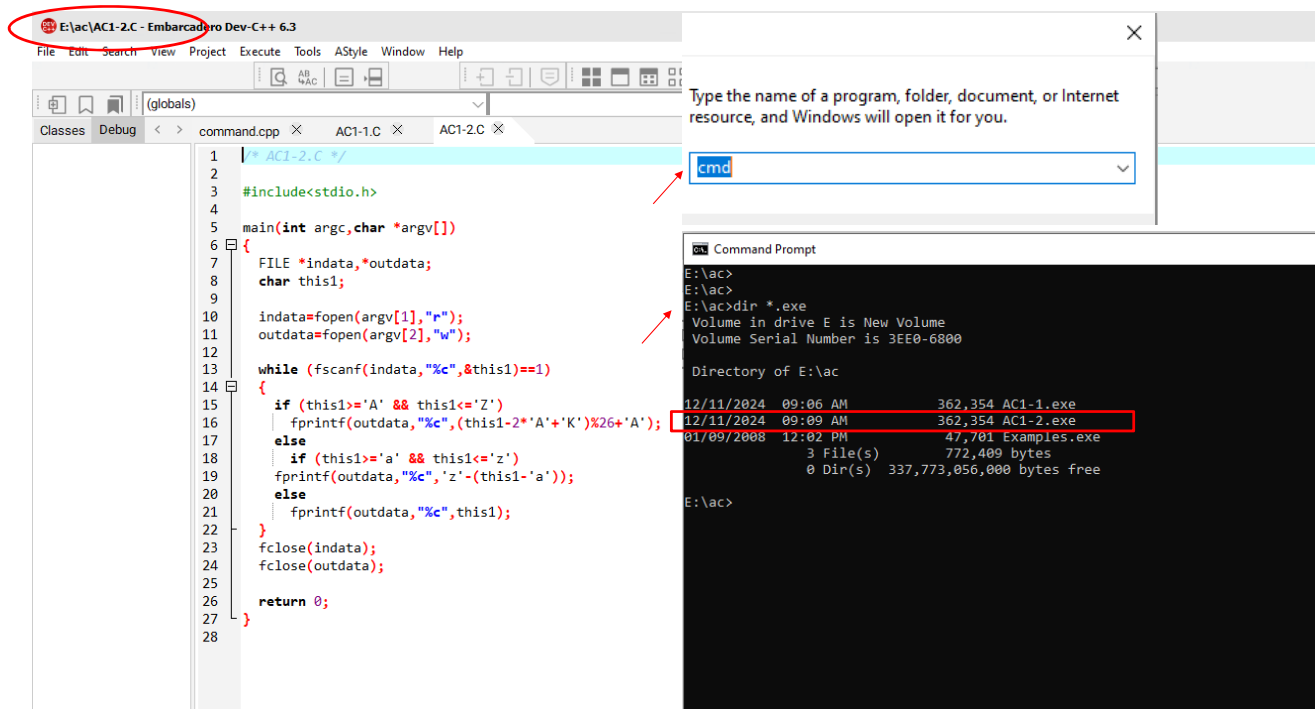 E:\ac\AC1-2.C - Embarcadero Dev-C++ 6.3
File Edit Search View Project Execute Tools AStyle Window Help
(globals)
Classes Debug < > command.cpp AC1-1.C AC1-2.C
1 /* AC1-2.C */
2
3 #include<stdio.h>
4
5 main(int argc,char *argv[])
6 {
7 FILE *indata,*outdata;
8 char this1;
9
10 indata=fopen(argv[1],"r");
11 outdata=fopen(argv[2],"w");
12
13 while (fscanf(indata,"%c",&this1)==1)
14 {
15 if (this1>='A' && this1<='Z')
16 fprintf(outdata,"%c",(this1-2*'A'+'K')%26+'A');
17 else
18 if (this1>='a' && this1<='z')
19 fprintf(outdata,"%c",'z'-(this1-'a'));
20 else
21 fprintf(outdata,"%c",this1);
22 }
23 fclose(indata);
24 fclose(outdata);
25
26 return 0;
27 }
28
Type the name of a program, folder, document, or Internet
resource, and Windows will open it for you.
cmd
Command Prompt
E:\ac>
E:\ac>
E:\ac>dir *.exe
Volume in drive E is New Volume
Volume Serial Number is 3EE0-6800
Directory of E:\ac
12/11/2024 09:06 AM 362,354 AC1-1.exe
12/11/2024 09:09 AM 362,354 AC1-2.exe
01/09/2008 12:02 PM 47,701 Examples.exe
3 File(s) 772,409 bytes
0 Dir(s) 337,773,056,000 bytes free
E:\ac>